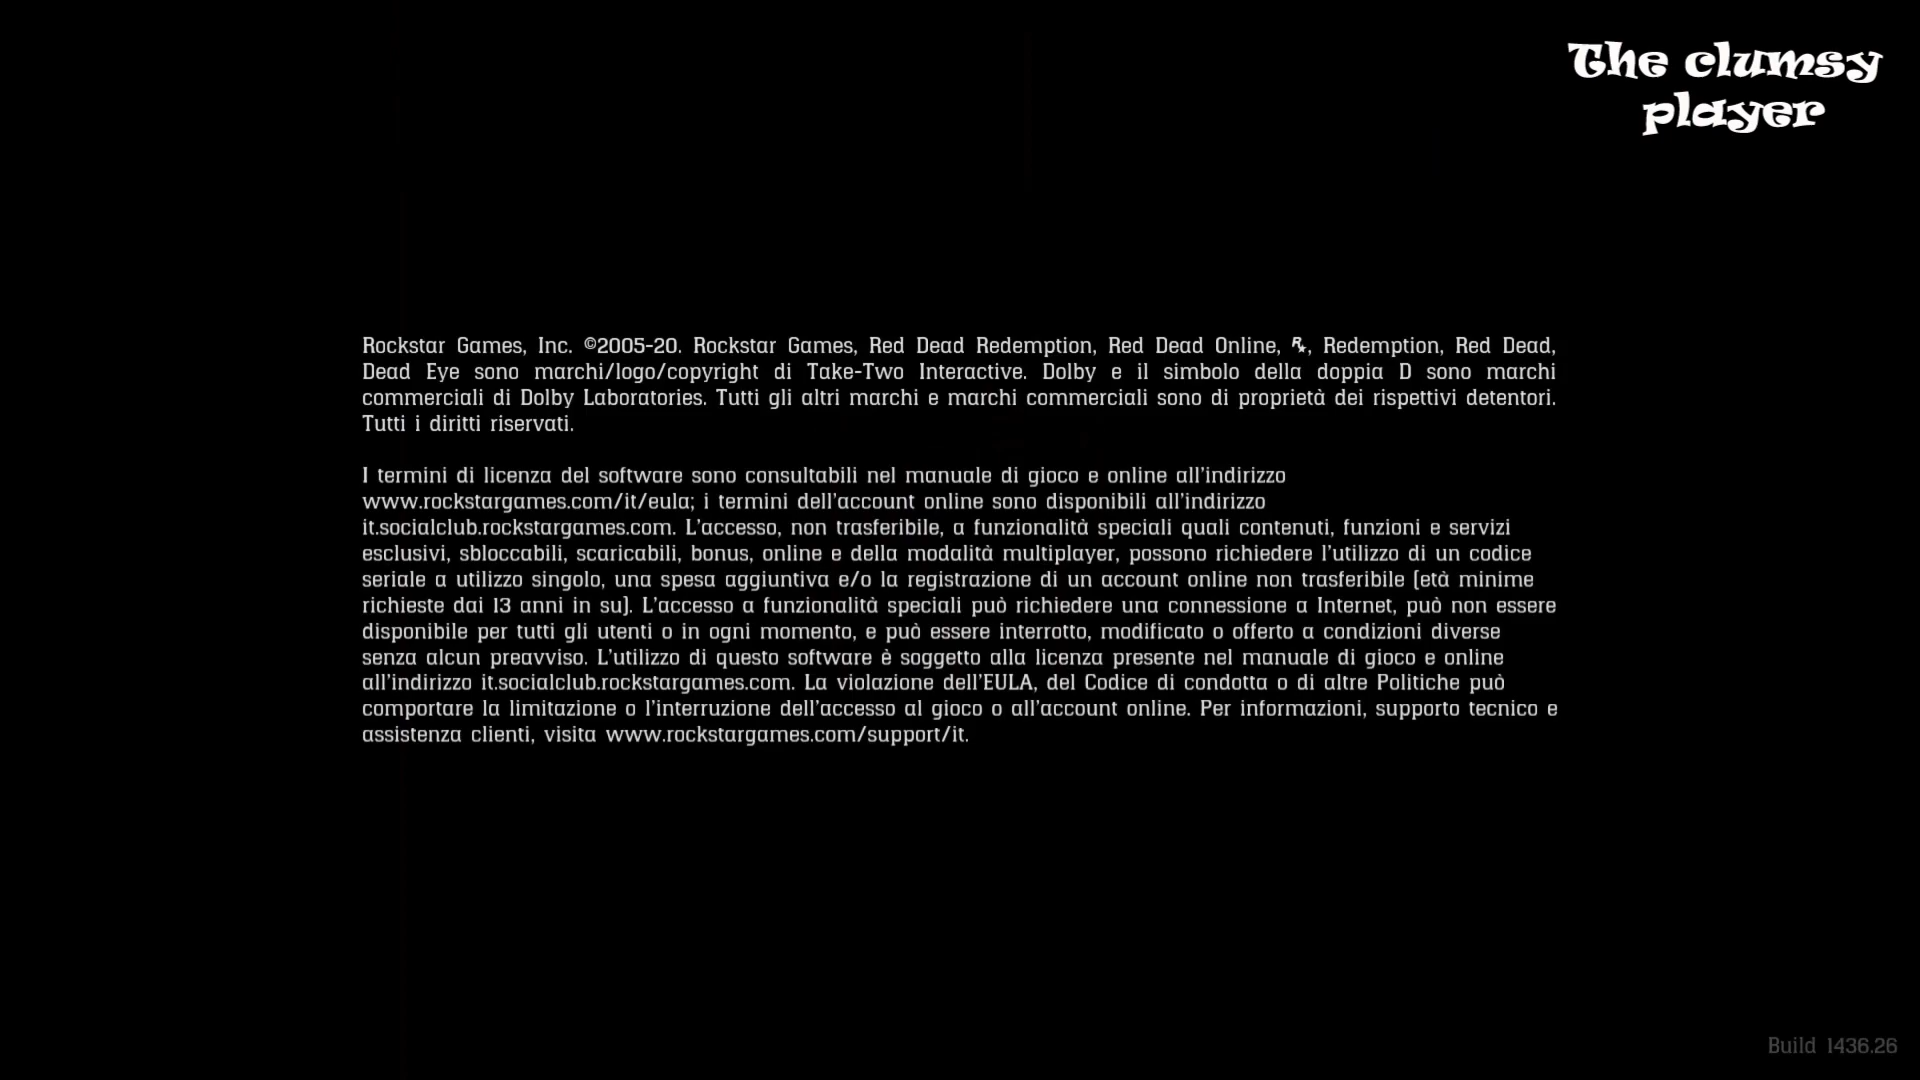 The clumsy
player
Rockstar Games, Inc. ©2005-20. Rockstar Games, Red Dead Redemption, Red Dead Online, R★, Redemption, Red Dead,
Dead Eye sono marchi/logo/copyright di Take-Two Interactive. Dolby e il simbolo della doppia D sono marchi
commerciali di Dolby Laboratories. Tutti gli altri marchi e marchi commerciali sono di proprietà dei rispettivi detentori.
Tutti i diritti riservati.
I termini di licenza del software sono consultabili nel manuale di gioco e online all'indirizzo
www.rockstargames.com/it/eula; i termini dell'account online sono disponibili all'indirizzo
it.socialclub.rockstargames.com. L'accesso, non trasferibile, a funzionalità speciali quali contenuti, funzioni e servizi
esclusivi, sbloccabili, scaricabili, bonus, online e della modalità multiplayer, possono richiedere l'utilizzo di un codice
seriale a utilizzo singolo, una spesa aggiuntiva e/o la registrazione di un account online non trasferibile (età minime
richieste dai 13 anni in su). L'accesso a funzionalità speciali può richiedere una connessione a Internet, può non essere
disponibile per tutti gli utenti o in ogni momento, e può essere interrotto, modificato o offerto a condizioni diverse
senza alcun preavviso. L'utilizzo di questo software è soggetto alla licenza presente nel manuale di gioco e online
all'indirizzo it.socialclub.rockstargames.com. La violazione dell'EULA, del Codice di condotta o di altre Politiche può
comportare la limitazione o l'interruzione dell'accesso al gioco o all'account online. Per informazioni, supporto tecnico e
assistenza clienti, visita www.rockstargames.com/support/it.
Build 1436.26